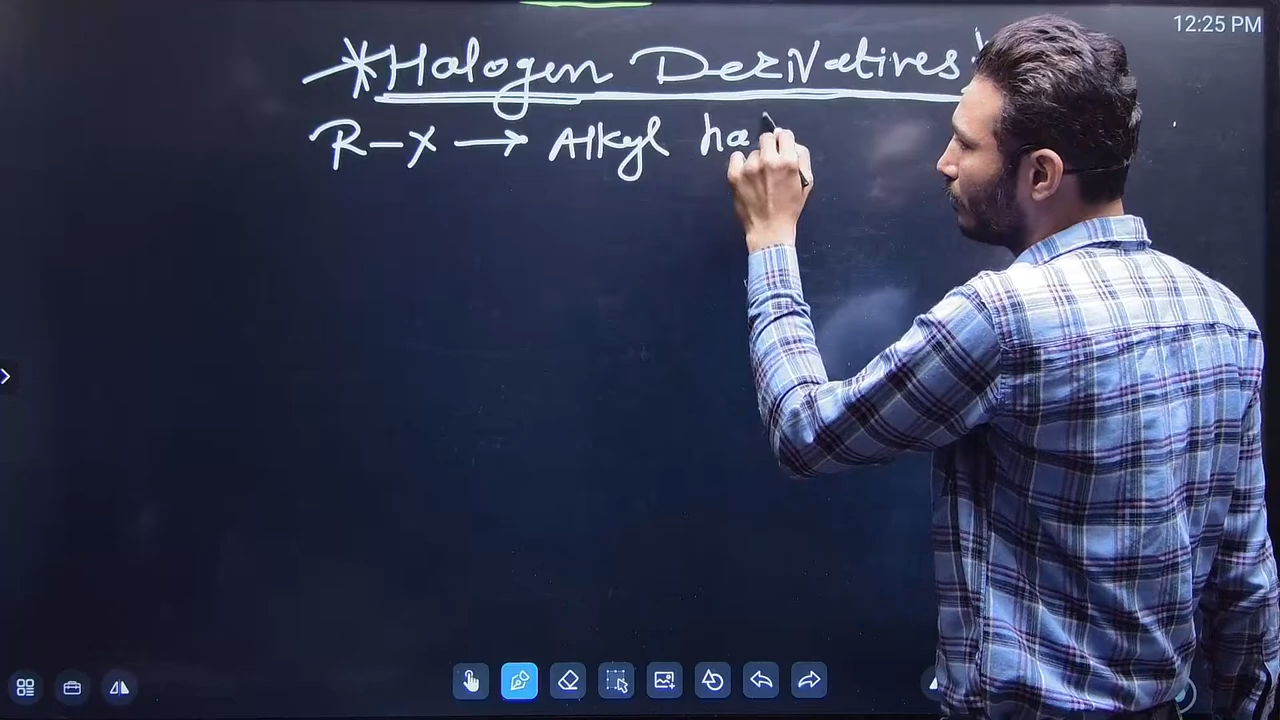 12:25 PM
*Halogen Derivatives!
R-X → Alkyl ha